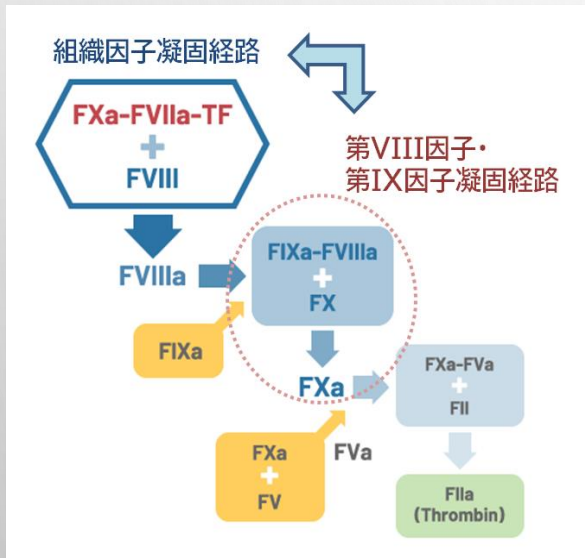 組織因子凝固経路
FXa-FVIIa-TF
+
FVIII
第VIII因子・
第IX因子凝固経路
FVIIIa
FIXa-FVIIIa
+
FX
FIXa
FXa
FXa-FVa
+
FII
FXa
+
FV
FVa
FIIa
(Thrombin)